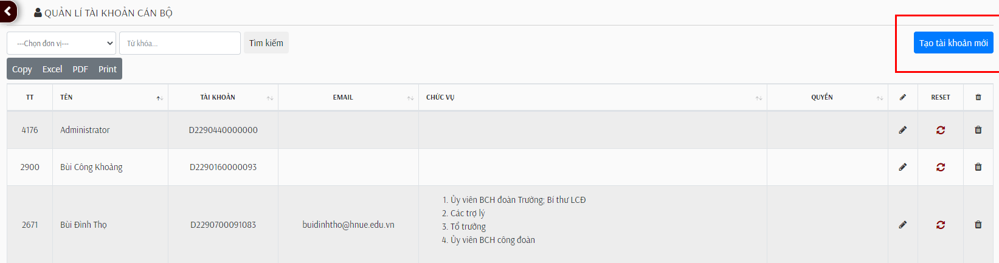 QUẢN LÍ TÀI KHOẢN CÁN BỘ
---Chọn đơn vị--- Từ khóa... Tìm kiếm Tạo tài khoản mới
Copy Excel PDF Print
TT TÊN TÀI KHOẢN EMAIL CHỨC VỤ QUYỀN RESET
4176 Administrator D2290440000000
2900 Bùi Công Khoảng D2290160000093
1. Ủy viên BCH đoàn Trường; Bí thư LCĐ
2. Các trợ lý
2671 Bùi Đình Thọ D2290700091083 buidinhtho@hnue.edu.vn
3. Tổ trưởng
4. Ủy viên BCH công đoàn